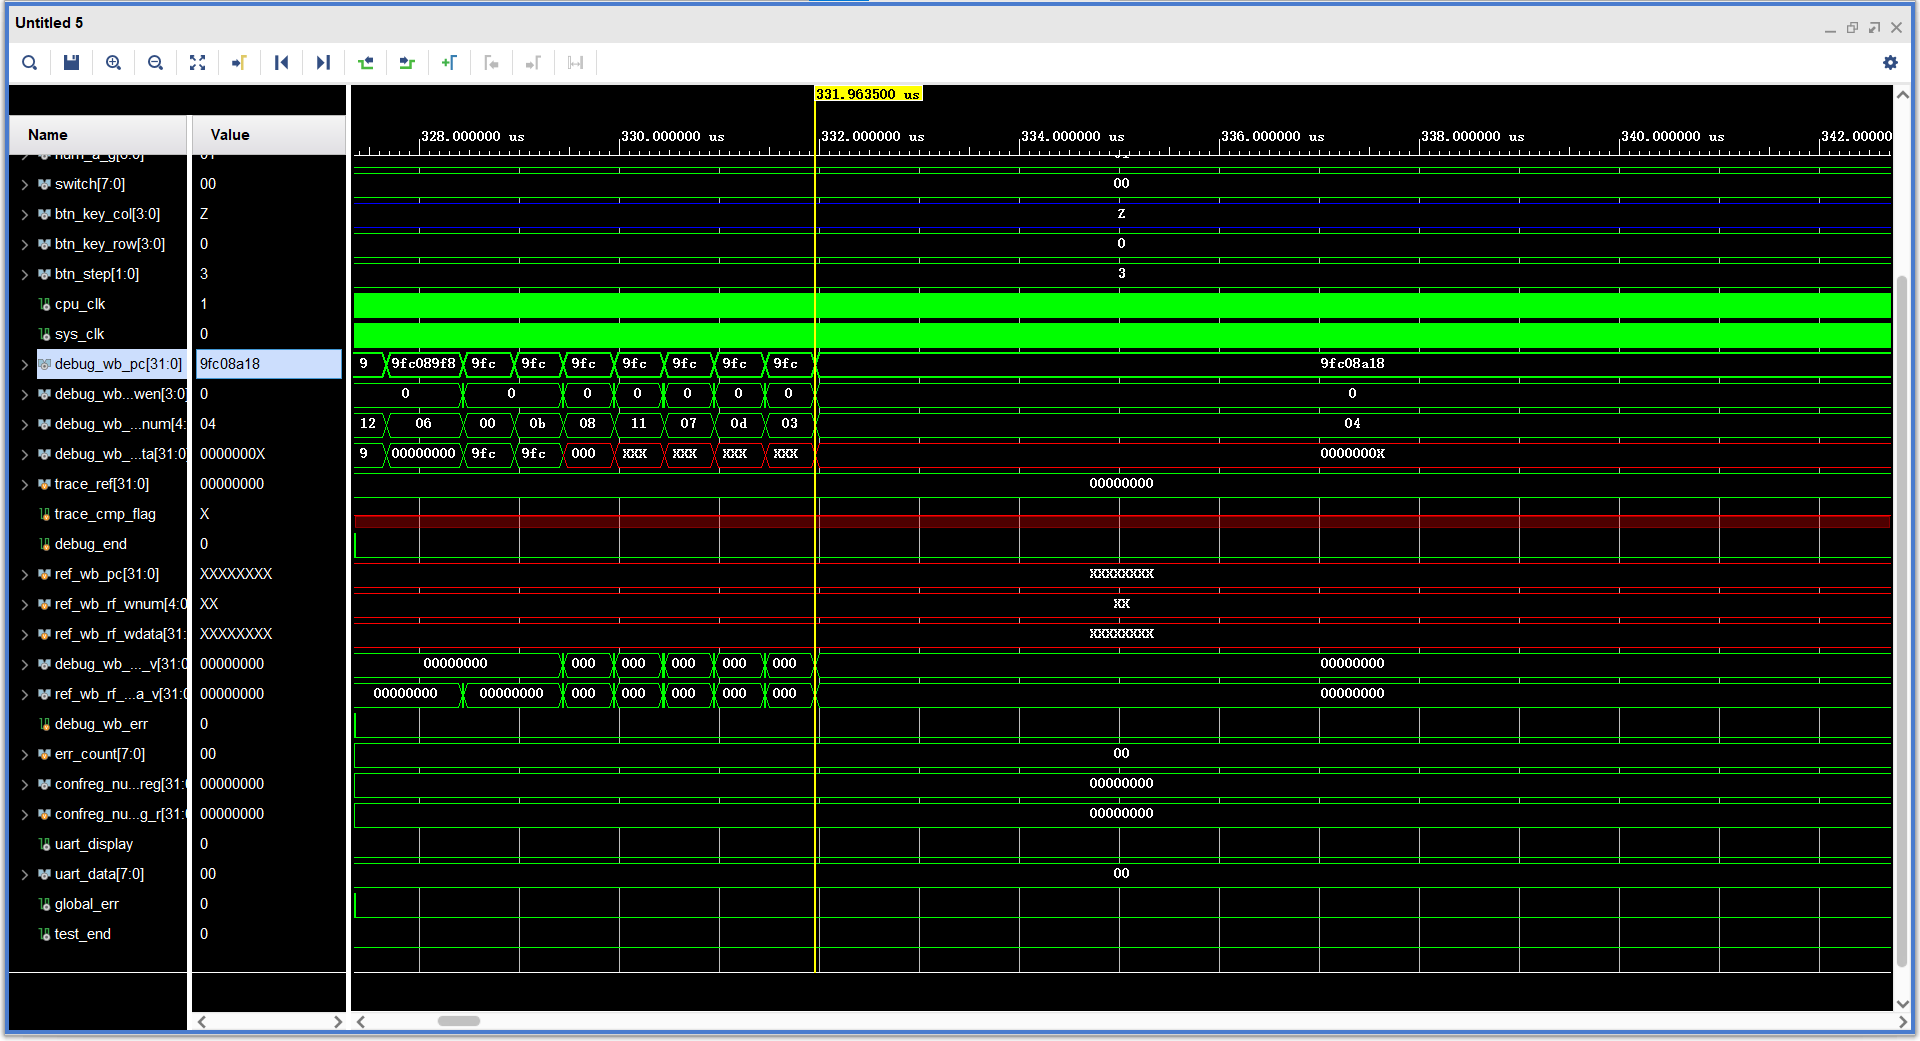 Untitled 5
331.963500 us
Name Value
328.000000 us 330.000000 us 332.000000 us 334.000000 us 336.000000 us 338.000000 us 340.000000 us 342.00000
num_a_g[6:0] 01 01
switch[7:0] 00 00
btn_key_col[3:0] Z Z
btn_key_row[3:0] 0 0
btn_step[1:0] 3 3
cpu_clk 1
sys_clk 0
debug_wb_pc[31:0] 9fc08a18 9 9fc089f8 9fc 9fc 9fc 9fc 9fc 9fc 9fc 9fc08a18
debug_wb...wen[3:0] 0 0 0 0 0 0 0 0 0
debug_wb_...num[4: 04 12 06 00 0b 08 11 07 0d 03 04
debug_wb_...ta[31:0 0000000X 9 00000000 9fc 9fc 000 XXX XXX XXX XXX 0000000X
trace_ref[31:0] 00000000 00000000
trace_cmp_flag X
debug_end 0
ref_wb_pc[31:0] XXXXXXXX XXXXXXXX
ref_wb_rf_wnum[4:0 XX XX
ref_wb_rf_wdata[31: XXXXXXXX XXXXXXXX
debug_wb_..._v[31:0 00000000 00000000 000 000 000 000 000 00000000
ref_wb_rf_...a_v[31:0 00000000 00000000 00000000 000 000 000 000 000 00000000
debug_wb_err 0
err_count[7:0] 00 00
confreg_nu...reg[31:0 00000000 00000000
confreg_nu...g_r[31:0 00000000 00000000
uart_display 0
uart_data[7:0] 00 00
global_err 0
test_end 0